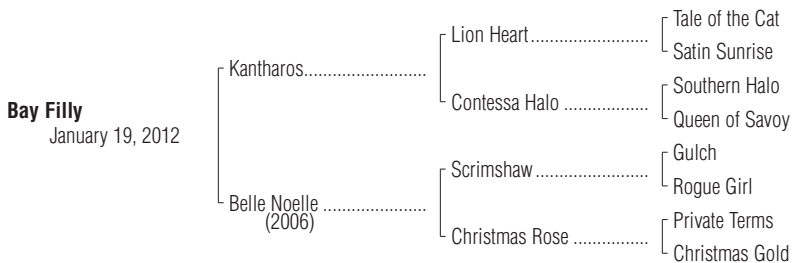 Tale of the Cat
Lion Heart..........................
Satin Sunrise
Kantharos...........................
Southern Halo
Contessa Halo ...................
Queen of Savoy
Bay Filly
January 19, 2012
Gulch
Scrimshaw .........................
Rogue Girl
Belle Noelle .......................
(2006)
Private Terms
Christmas Rose .................
Christmas Gold